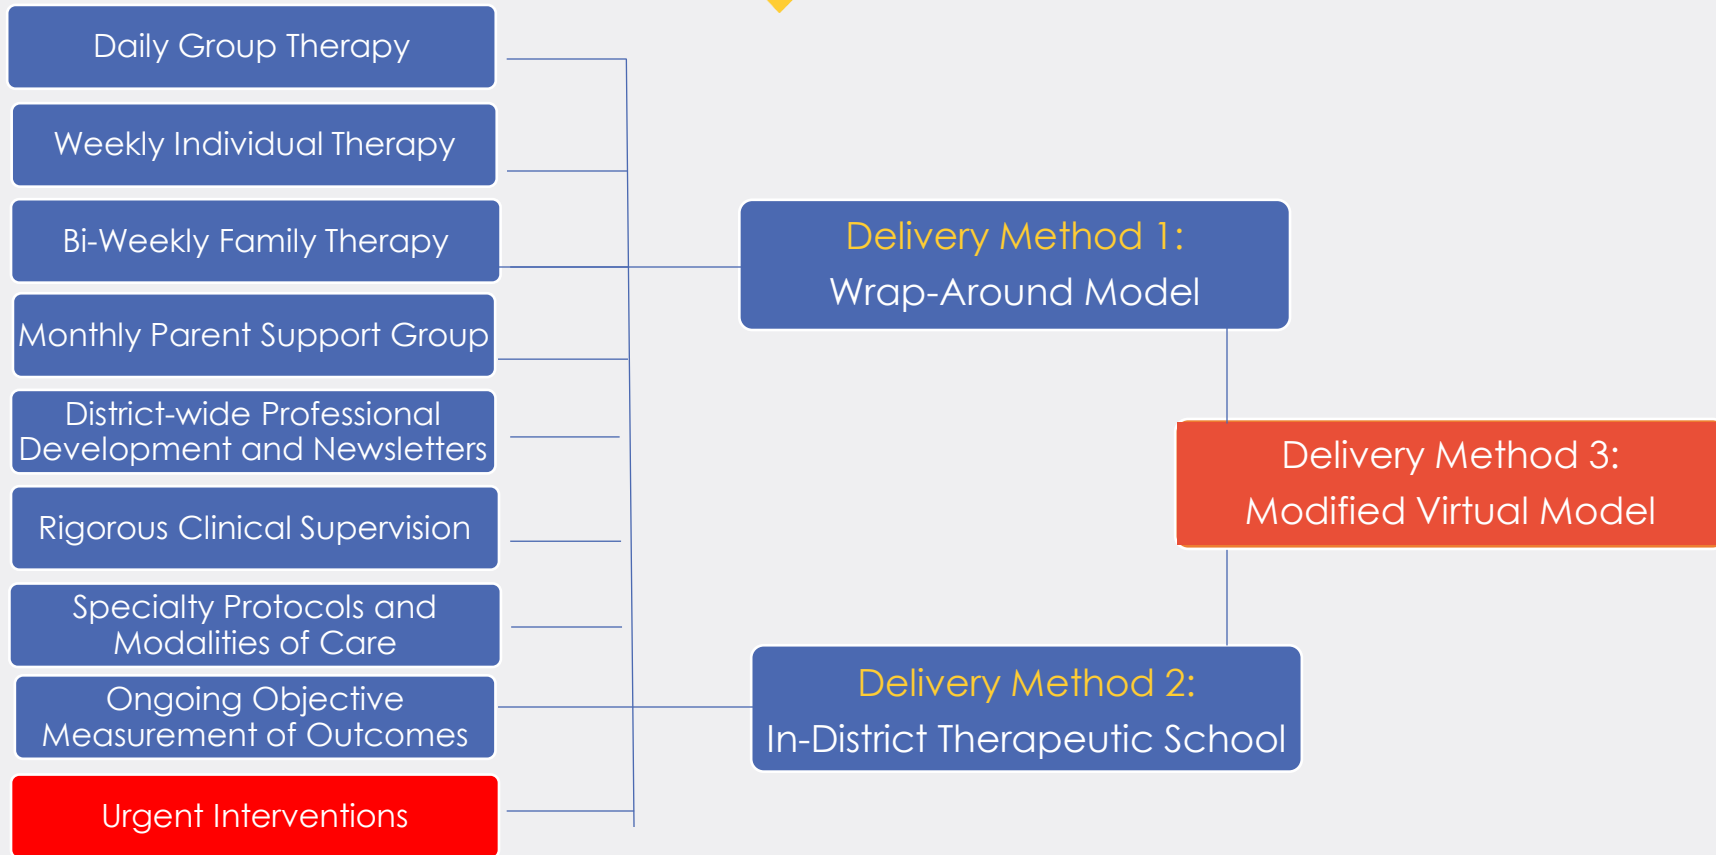 Daily Group Therapy
Weekly Individual Therapy
Bi-Weekly Family Therapy
Monthly Parent Support Group
District-wide Professional
Development and Newsletters
Rigorous Clinical Supervision
Specialty Protocols and
Modalities of Care
Ongoing Objective
Measurement of Outcomes
Urgent Interventions
Delivery Method 1:
Wrap-Around Model
Delivery Method 2:
In-District Therapeutic School
Delivery Method 3:
Modified Virtual Model